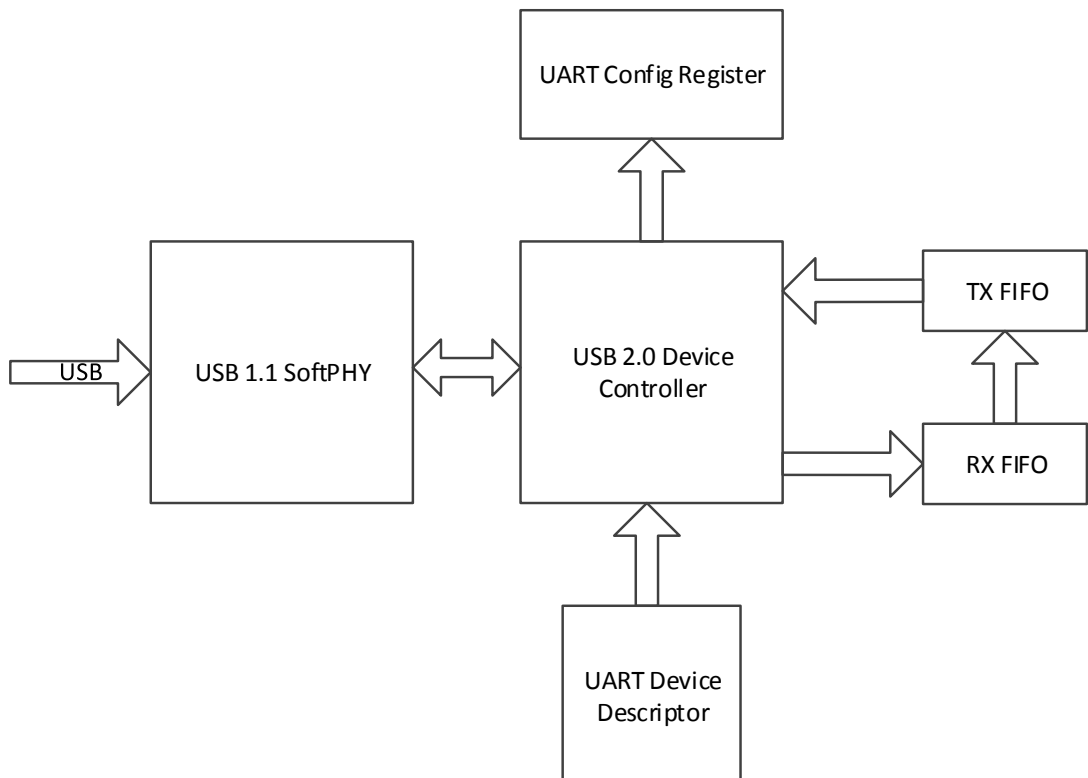 UART Config Register
TX FIFO
USB
USB 1.1 SoftPHY
USB 2.0 Device
Controller
RX FIFO
UART Device
Descriptor